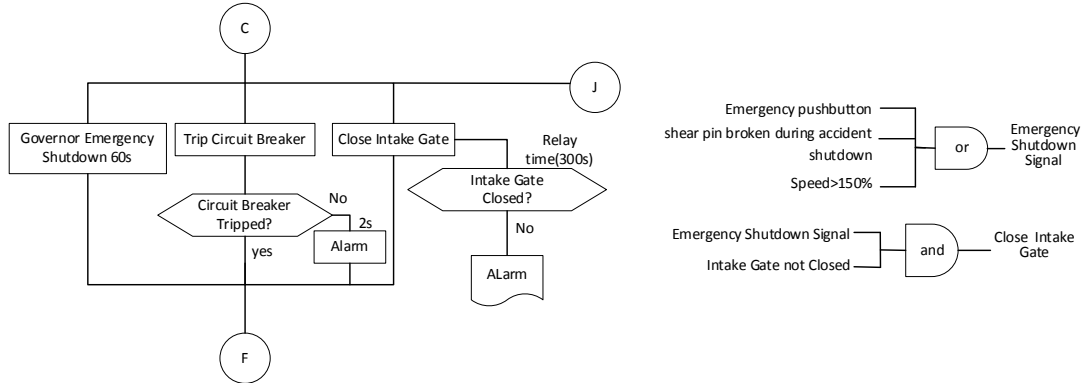 C
J
Governor Emergency
Shutdown 60s
Trip Circuit Breaker
Close Intake Gate
Relay
time(300s)
Circuit Breaker
Tripped?
No
2s
Alarm
yes
Intake Gate
Closed?
No
ALarm
F
Emergency pushbutton
shear pin broken during accident
shutdown
Speed>150%
or
Emergency
Shutdown
Signal
Emergency Shutdown Signal
Intake Gate not Closed
and
Close Intake
Gate